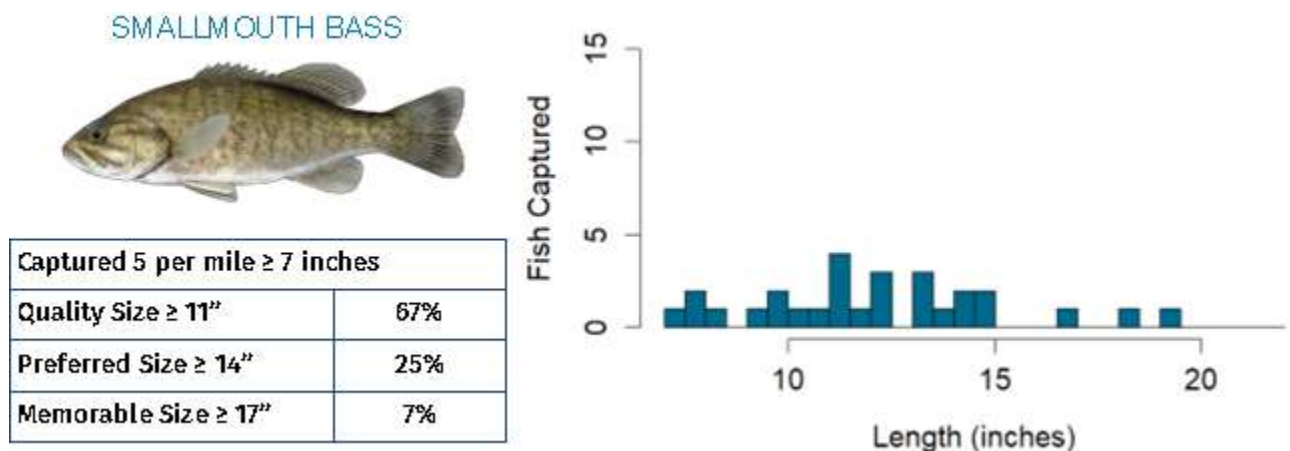 SMALLMOUTH BASS
Captured 5 per mile ≥ 7 inches
Quality Size ≥ 11” 67%
Preferred Size ≥ 14” 25%
Memorable Size ≥ 17” 7%
Fish Captured
15
10
5
0
10 15 20
Length (inches)